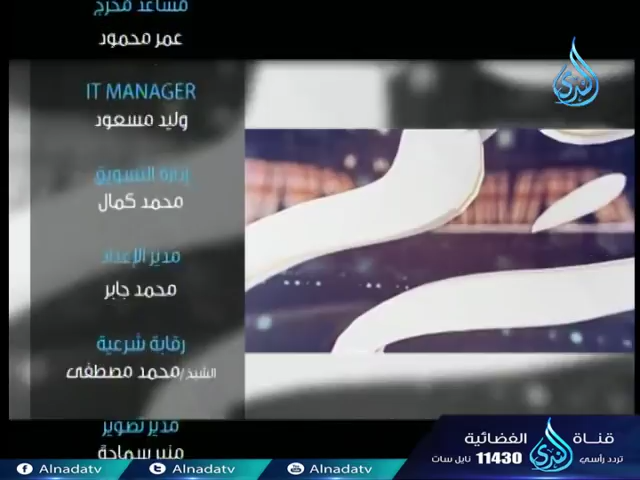 مساعد مخرج
عمر محمود
IT MANAGER
وليد مسعود
إدارة التسويق
محمد كمال
مدير الإعداد
محمد جابر
رقابة شرعية
الشيخ/محمد مصطفى
مدير تصوير
منير سماحة
الندى
قناة الندى الفضائية
تردد رأسي 11430 نايل سات
Alnadatv
Alnadatv
Alnadatv